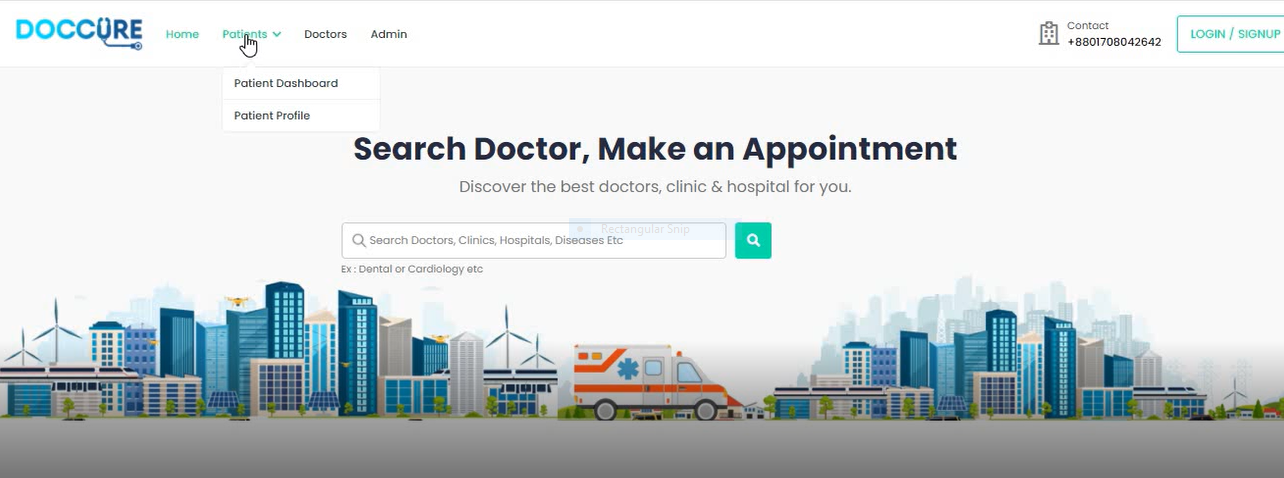 DOCCURE
Home Patients Doctors Admin
Contact
+8801708042642
LOGIN / SIGNUP
Patient Dashboard
Patient Profile
Search Doctor, Make an Appointment
Discover the best doctors, clinic & hospital for you.
Rectangular Snip
Search Doctors, Clinics, Hospitals, Diseases Etc
Ex : Dental or Cardiology etc